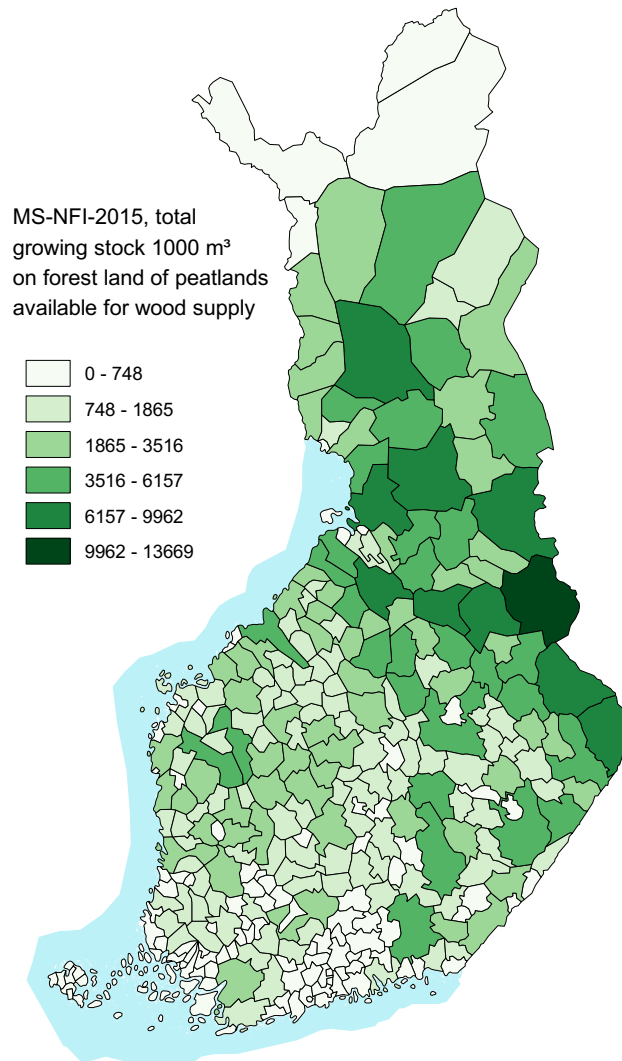 MS-NFI-2015, total
growing stock 1000 m³
on forest land of peatlands
available for wood supply
0 - 748
748 - 1865
1865 - 3516
3516 - 6157
6157 - 9962
9962 - 13669